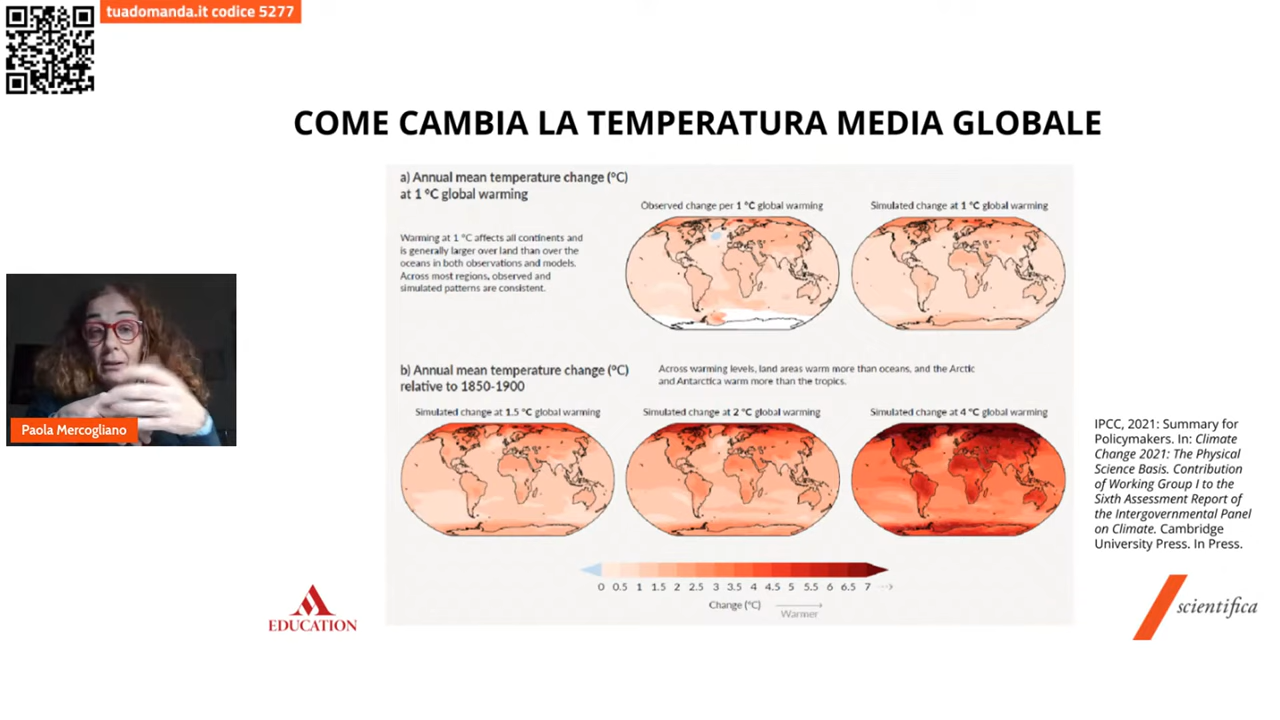 tuadomanda.it codice 5277
COME CAMBIA LA TEMPERATURA MEDIA GLOBALE
a) Annual mean temperature change (°C)
at 1 °C global warming
Warming at 1 °C affects all continents and
is generally larger over land than over the
oceans in both observations and models.
Across most regions, observed and
simulated patterns are consistent.
Observed change per 1 °C global warming
Simulated change at 1 °C global warming
b) Annual mean temperature change (°C)
relative to 1850-1900
Across warming levels, land areas warm more than oceans, and the Arctic
and Antarctica warm more than the tropics.
Simulated change at 1.5 °C global warming
Simulated change at 2 °C global warming
Simulated change at 4 °C global warming
0 0.5 1 1.5 2 2.5 3 3.5 4 4.5 5 5.5 6 6.5 7
Change (°C)
Warmer
Paola Mercogliano
IPCC, 2021: Summary for
Policymakers. In: Climate
Change 2021: The Physical
Science Basis. Contribution
of Working Group I to the
Sixth Assessment Report of
the Intergovernmental Panel
on Climate. Cambridge
University Press. In Press.
EDUCATION
scientifica